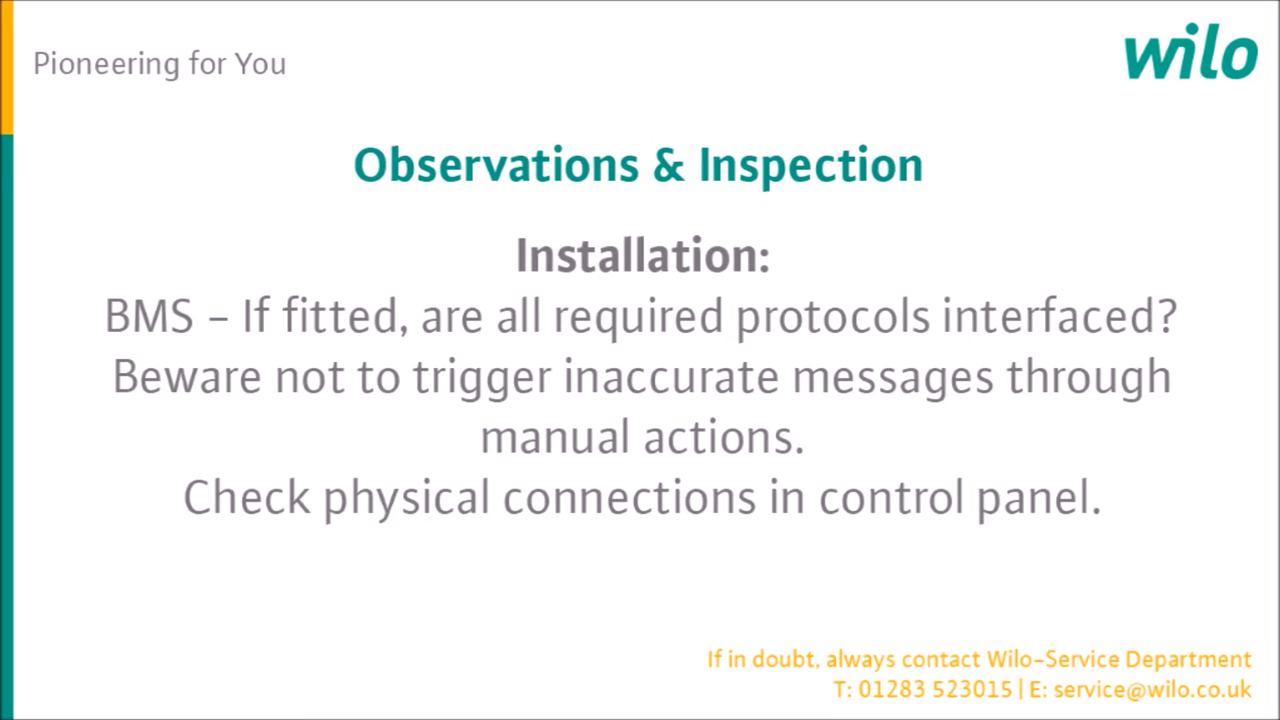 Pioneering for You
wilo
Observations & Inspection
Installation:
BMS – If fitted, are all required protocols interfaced?
Beware not to trigger inaccurate messages through
manual actions.
Check physical connections in control panel.
If in doubt, always contact Wilo-Service Department
T: 01283 523015 | E: service@wilo.co.uk